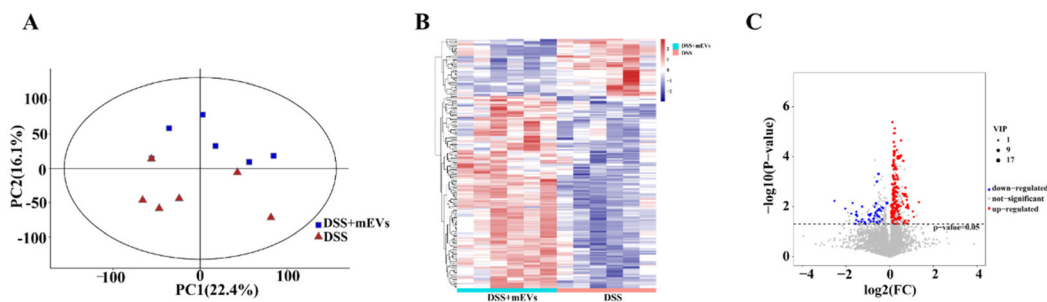 A
PC2(16.1%)
100
50
0
-50
-100
-100
0
100
PC1(22.4%)
DSS+mEVs
DSS
B
2
1
0
-1
-2
DSS+mEVs
DSS
DSS+mEVs
DSS
C
-log10(P-value)
6
4
2
0
-4
-2
0
2
4
log2(FC)
p-value=0.05
VIP
1
9
17
down-regulated
not-significant
up-regulated